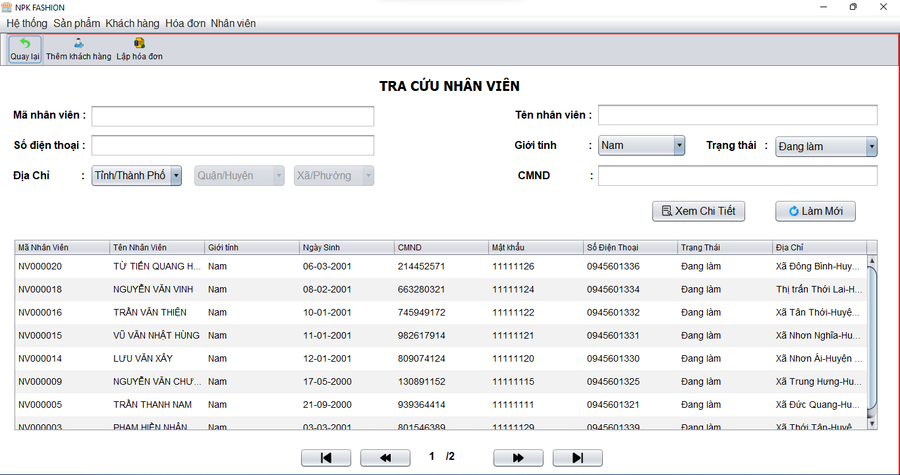 NPK FASHION
Hệ thống Sản phẩm Khách hàng Hóa đơn Nhân viên
Quay lại Thêm khách hàng Lập hóa đơn
TRA CỨU NHÂN VIÊN
Mã nhân viên : Tên nhân viên :
Số điện thoại : Giới tính : Nam Trạng thái : Đang làm
Địa Chỉ : Tỉnh/Thành Phố Quận/Huyện Xã/Phường CMND :
Xem Chi Tiết Làm Mới
Mã Nhân Viên Tên Nhân Viên Giới tính Ngày Sinh CMND Mật khẩu Số Điện Thoại Trạng Thái Địa Chỉ
NV000020 TỪ TIẾN QUANG H... Nam 06-03-2001 214452571 11111126 0945601336 Đang làm Xã Đông Bình-Huy...
NV000018 NGUYỄN VĂN VINH Nam 08-02-2001 663280321 11111124 0945601334 Đang làm Thị trấn Thới Lai-H...
NV000016 TRẦN VĂN THIỆN Nam 10-01-2001 745949172 11111122 0945601332 Đang làm Xã Tân Thới-Huyệ...
NV000015 VŨ VĂN NHẬT HÙNG Nam 11-01-2001 982617914 11111121 0945601331 Đang làm Xã Nhơn Nghĩa-Hu...
NV000014 LƯU VĂN XÂY Nam 12-01-2001 809074124 11111120 0945601330 Đang làm Xã Nhơn Ái-Huyện ...
NV000009 NGUYỄN VĂN CHƯ... Nam 17-05-2000 130891152 11111115 0945601325 Đang làm Xã Trung Hưng-Hu...
NV000005 TRẦN THANH NAM Nam 21-09-2000 939364414 11111111 0945601321 Đang làm Xã Đức Quang-Hu...
NV000003 PHẠM HIỀN NHÂN Nam 03-03-2001 801546389 11111129 0945601339 Đang làm Xã Thới Tân-Huyệ...
1 /2